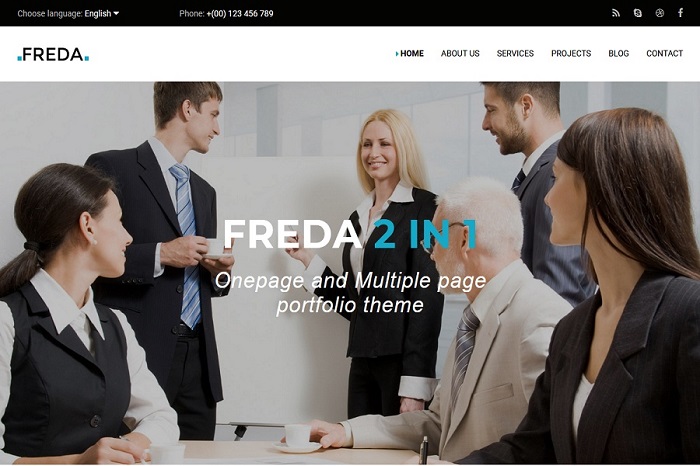 Choose language: English
Phone: +(00) 123 456 789
.FREDA.
HOME
ABOUT US
SERVICES
PROJECTS
BLOG
CONTACT
FREDA 2 IN 1
Onepage and Multiple page
portfolio theme